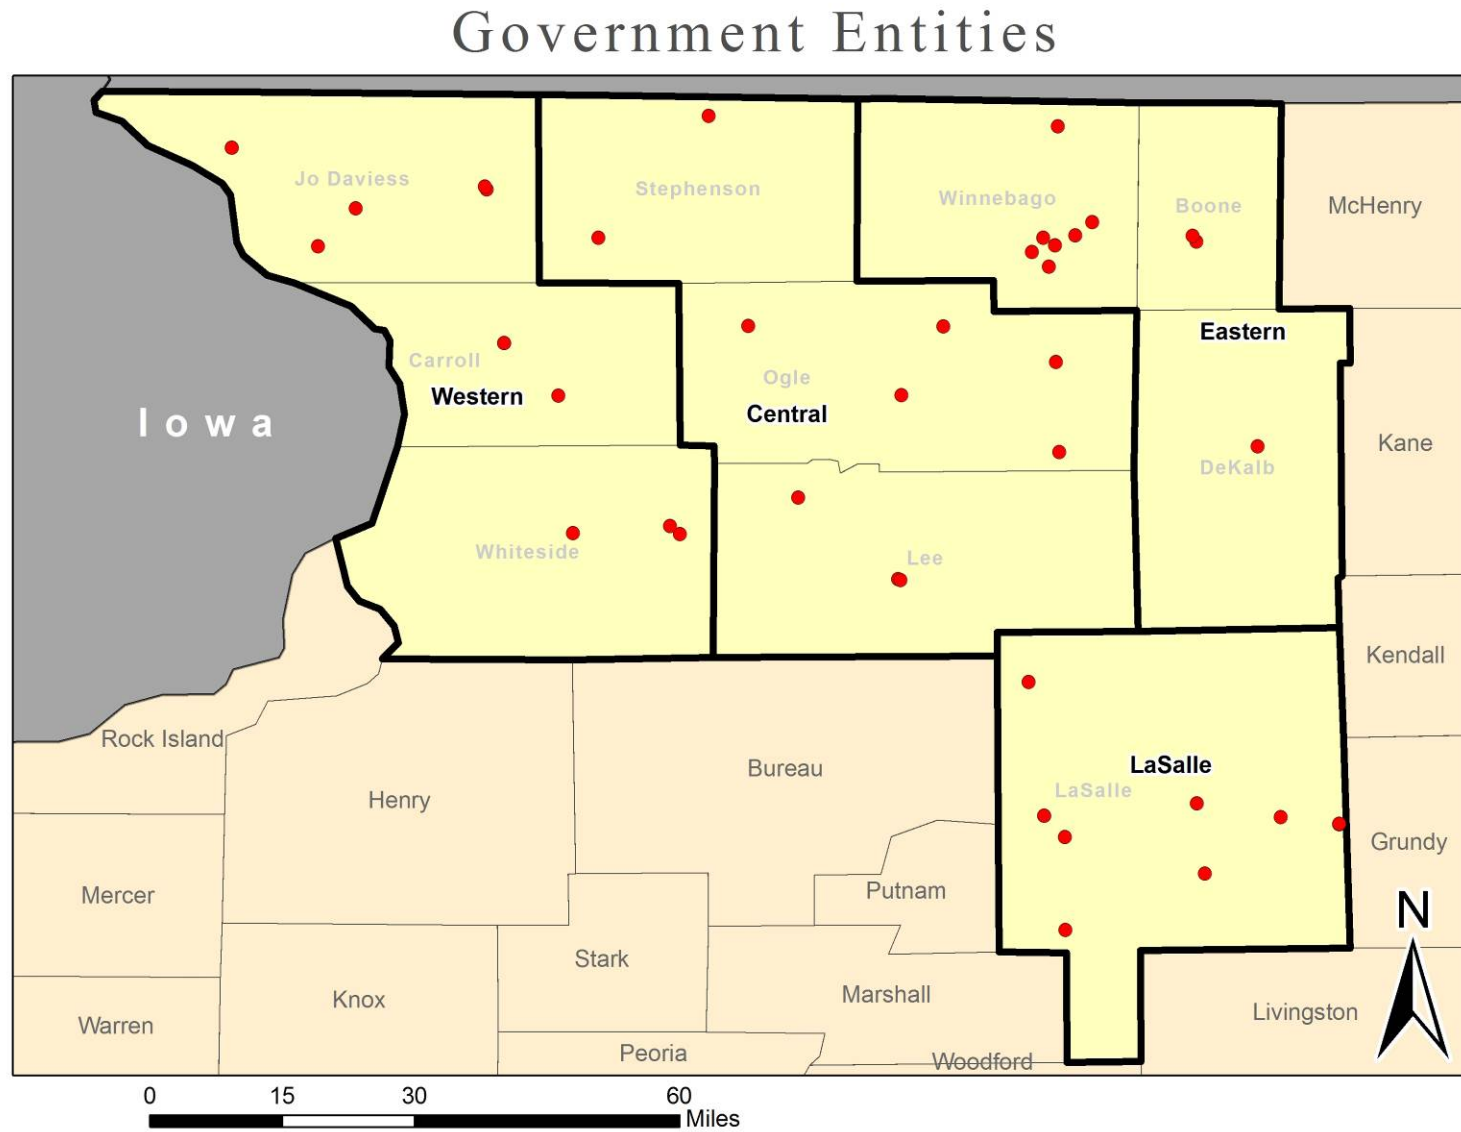 Government Entities
Jo Daviess
Stephenson
Winnebago
Boone
McHenry
Eastern
Carroll
Western
Ogle
Central
Iowa
Kane
DeKalb
Whiteside
Lee
Kendall
Rock Island
Bureau
LaSalle
LaSalle
Henry
Grundy
Mercer
Putnam
N
Stark
Marshall
Knox
Livingston
Warren
Peoria
Woodford
0 15 30 60
Miles